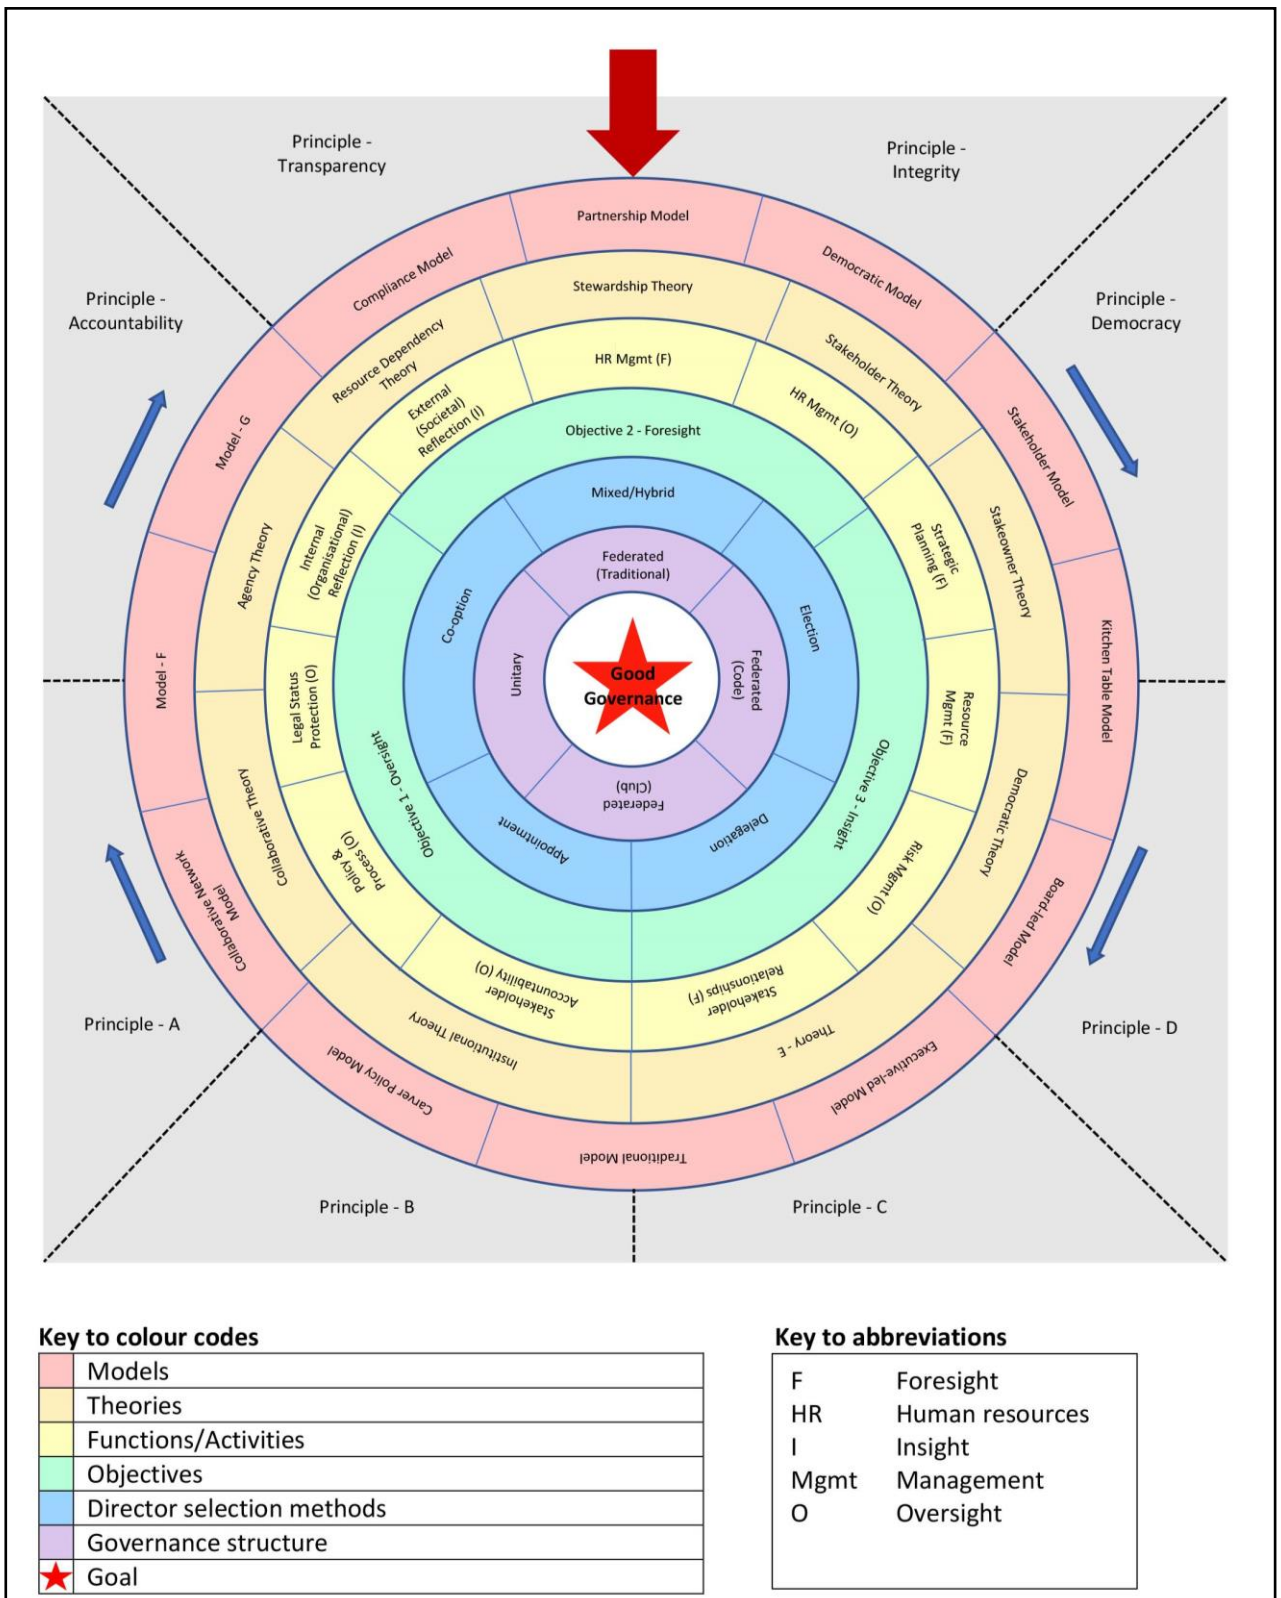 Principle -
Transparency
Principle -
Integrity
Principle -
Accountability
Principle -
Democracy
Principle - A
Principle - D
Principle - B
Principle - C
Partnership Model
Democratic Model
Stakeholder Model
Kitchen Table Model
Board-led Model
Executive-led Model
Traditional Model
Carver Policy Model
Collaborative Network
Model
Model - F
Model - G
Compliance Model
Stewardship Theory
Stakeholder Theory
Stakeowner Theory
Democratic Theory
Theory - E
Institutional Theory
Collaborative Theory
Agency Theory
Resource Dependency
Theory
HR Mgmt (F)
HR Mgmt (O)
Strategic
Planning (F)
Resource
Mgmt (F)
Risk Mgmt (O)
Stakeholder
Relationships (F)
Stakeholder
Accountability (O)
Policy &
Process (O)
Legal Status
Protection (O)
Internal
(Organisational)
Reflection (I)
External
(Societal)
Reflection (I)
Objective 2 - Foresight
Objective 3 - Insight
Objective 1 - Oversight
Mixed/Hybrid
Election
Delegation
Appointment
Co-option
Federated
(Traditional)
Federated
(Code)
Federated
(Club)
Unitary
Good
Governance
Key to colour codes
Models
Theories
Functions/Activities
Objectives
Director selection methods
Governance structure
Goal
Key to abbreviations
F Foresight
HR Human resources
I Insight
Mgmt Management
O Oversight